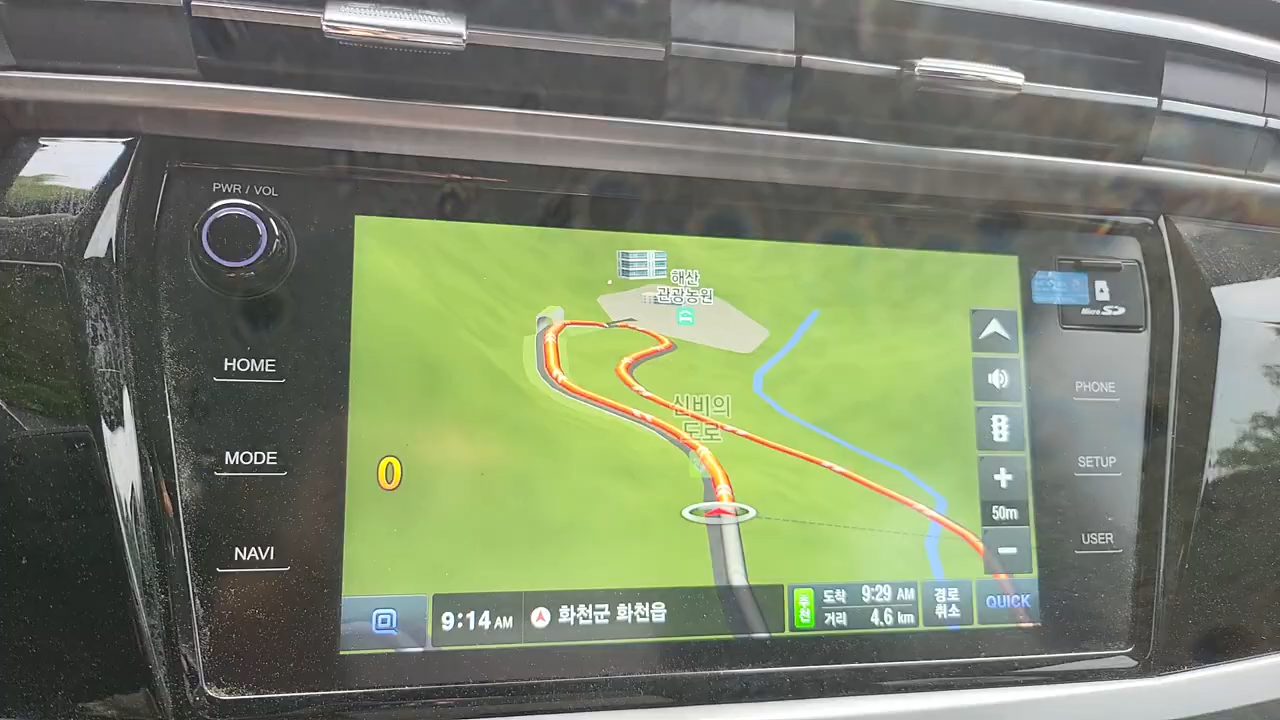 PWR / VOL
HOME
MODE
NAVI
해산
관광농원
신비의
도로
0
50m
9:14 AM
화천군 화천읍
추천
도착 9:29 AM
거리 4.6 km
경로
취소
QUICK
Micro SD
PHONE
SETUP
USER